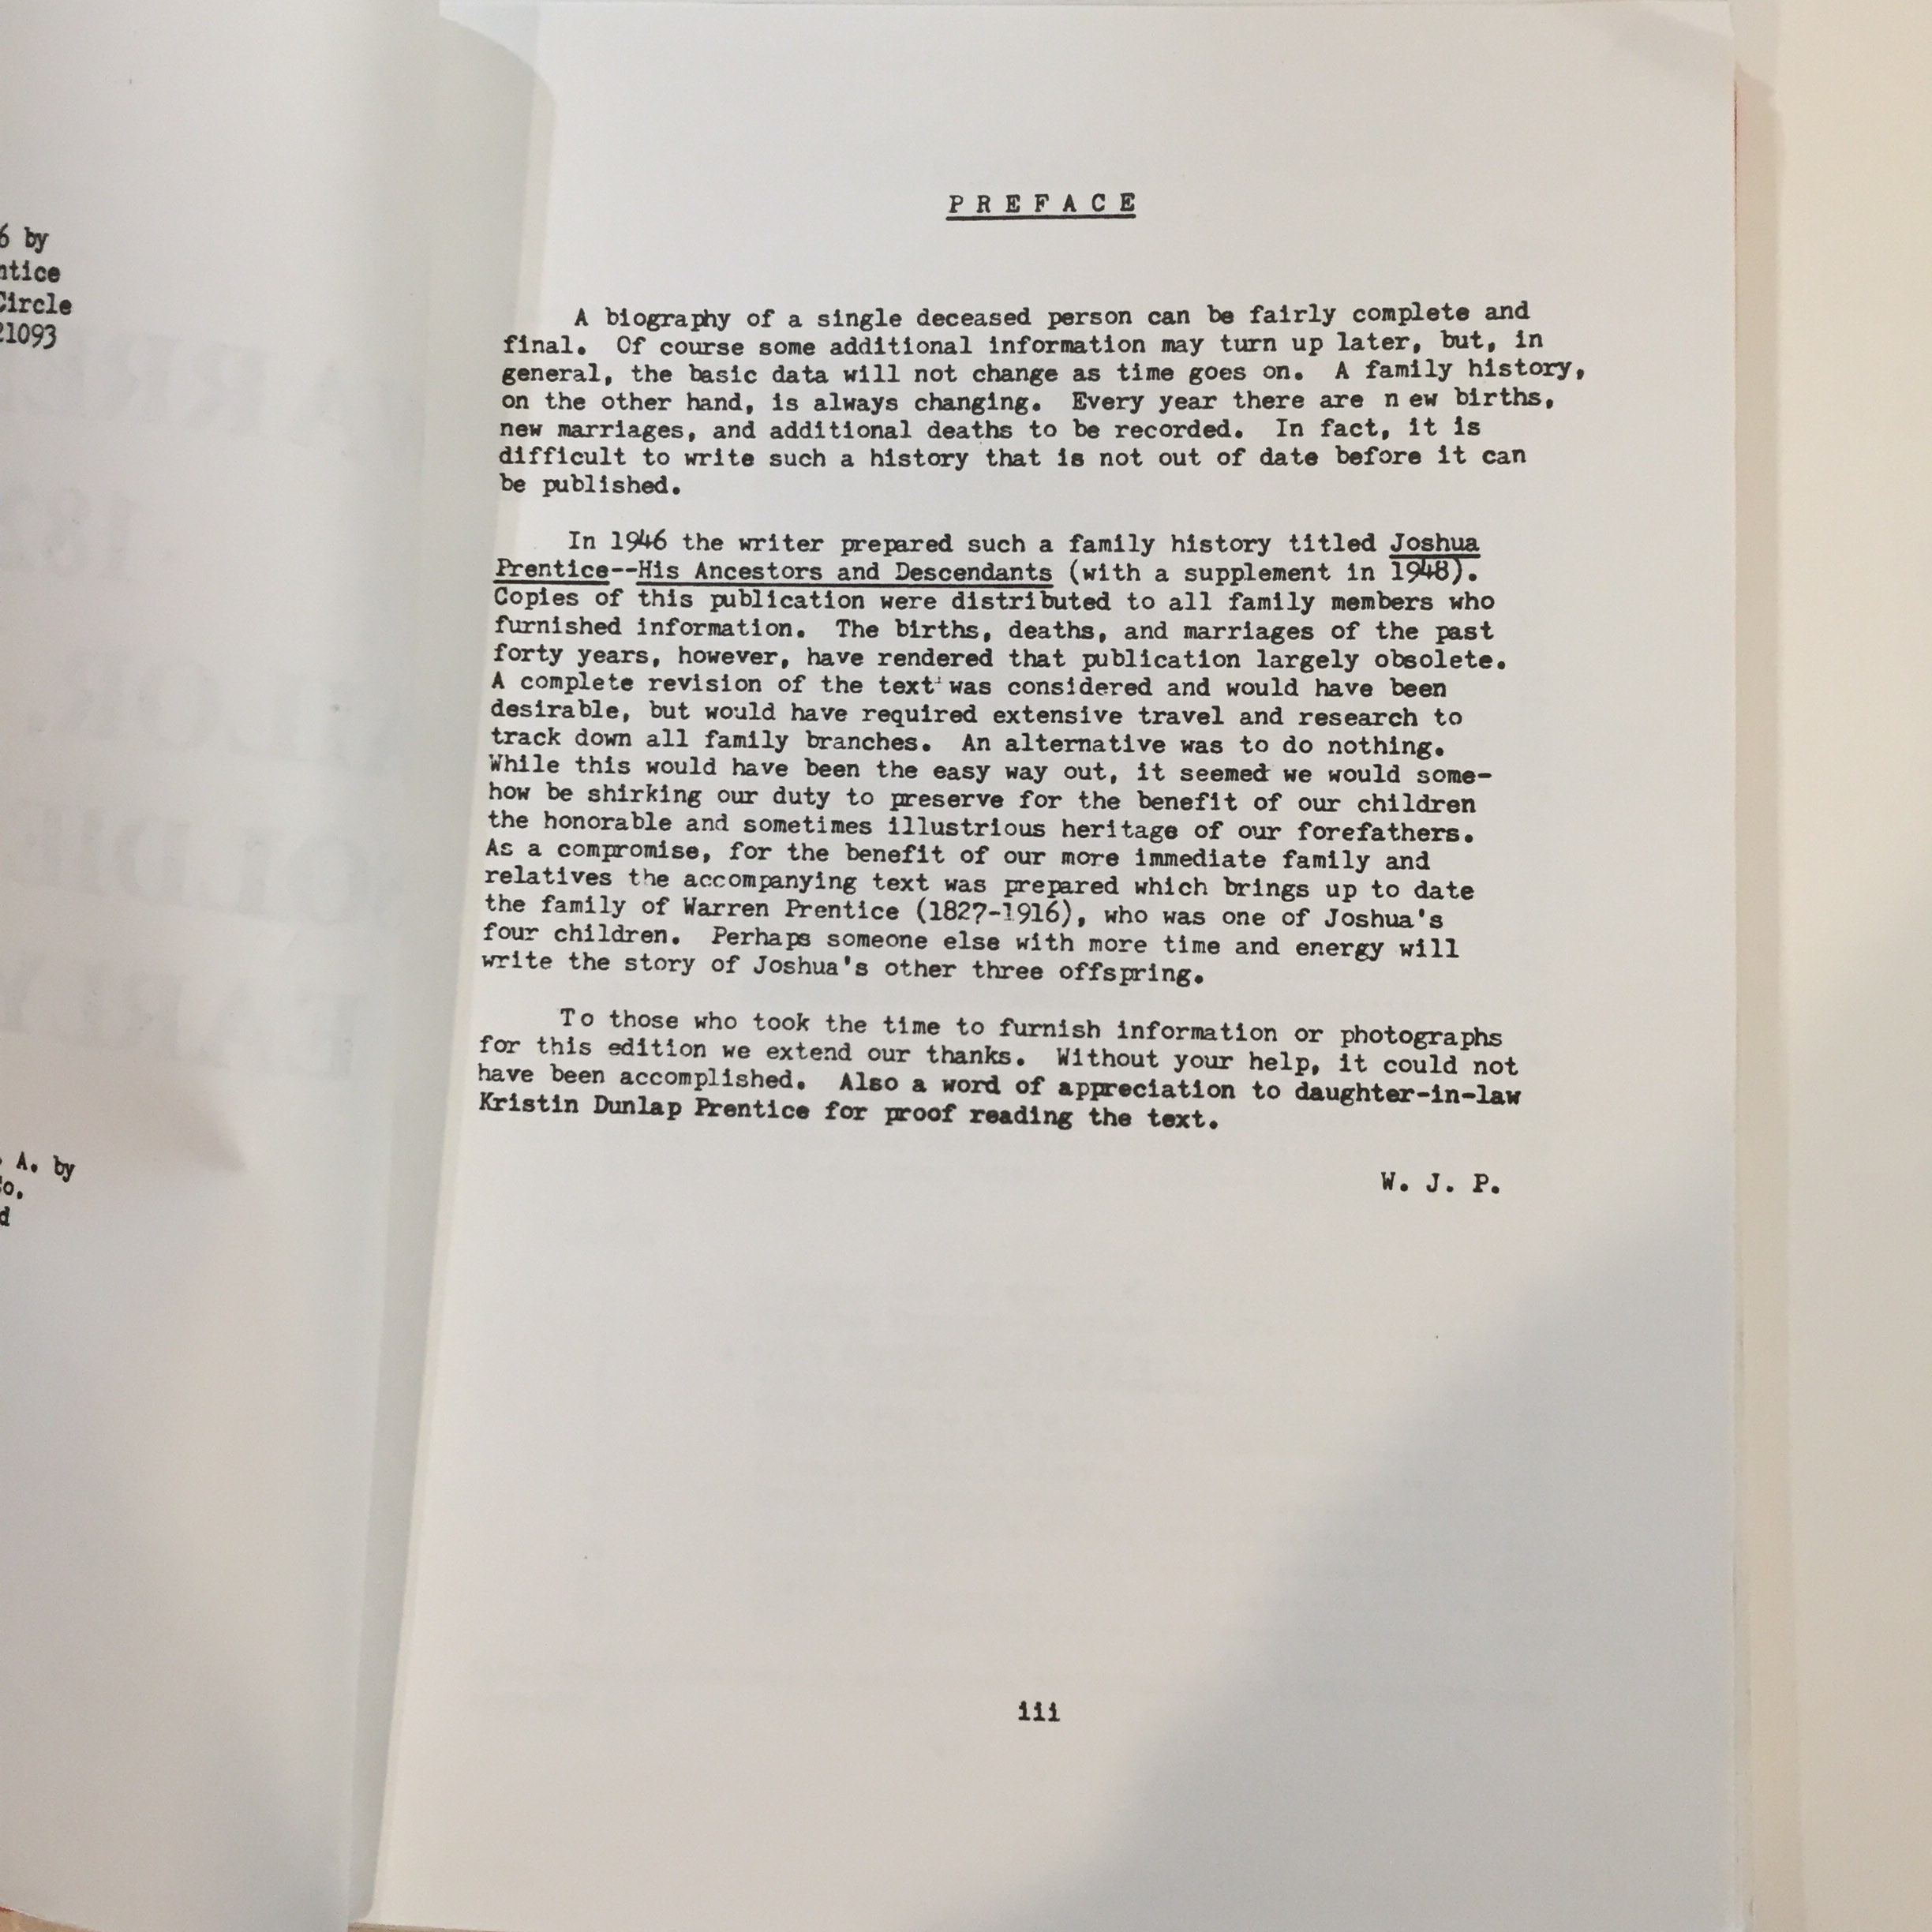 6 by
ntice
Circle
21093
A. by
Co.
d
PREFACE
A biography of a single deceased person can be fairly complete and
final. Of course some additional information may turn up later, but, in
general, the basic data will not change as time goes on. A family history,
on the other hand, is always changing. Every year there are n ew births,
new marriages, and additional deaths to be recorded. In fact, it is
difficult to write such a history that is not out of date before it can
be published.
In 1946 the writer prepared such a family history titled Joshua
Prentice--His Ancestors and Descendants (with a supplement in 1948).
Copies of this publication were distributed to all family members who
furnished information. The births, deaths, and marriages of the past
forty years, however, have rendered that publication largely obsolete.
A complete revision of the text was considered and would have been
desirable, but would have required extensive travel and research to
track down all family branches. An alternative was to do nothing.
While this would have been the easy way out, it seemed we would some-
how be shirking our duty to preserve for the benefit of our children
the honorable and sometimes illustrious heritage of our forefathers.
As a compromise, for the benefit of our more immediate family and
relatives the accompanying text was prepared which brings up to date
the family of Warren Prentice (1827-1916), who was one of Joshua's
four children. Perhaps someone else with more time and energy will
write the story of Joshua's other three offspring.
To those who took the time to furnish information or photographs
for this edition we extend our thanks. Without your help, it could not
have been accomplished. Also a word of appreciation to daughter-in-law
Kristin Dunlap Prentice for proof reading the text.
W. J. P.
iii